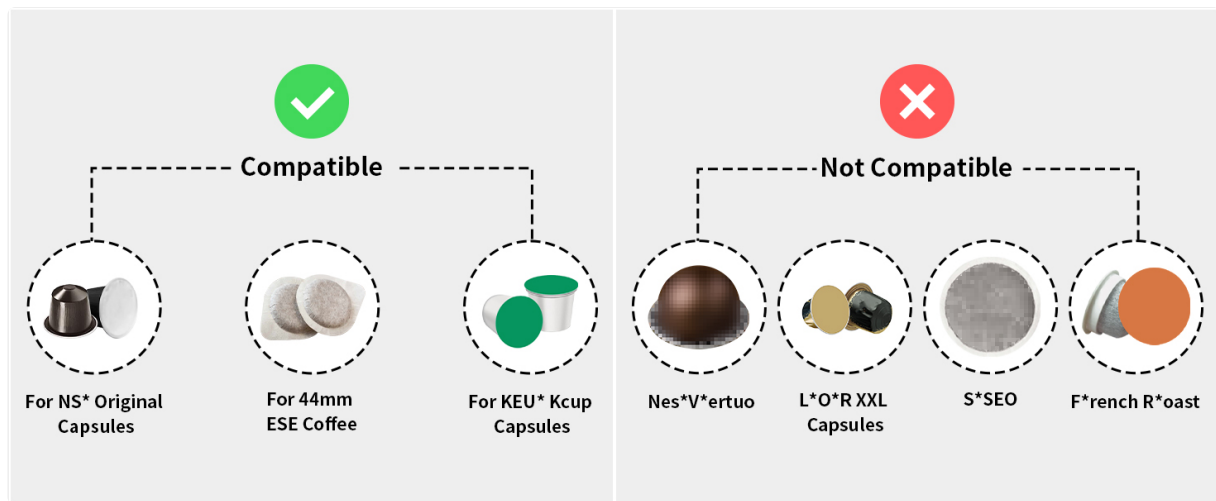 Compatible
For NS* Original
Capsules
For 44mm
ESE Coffee
For KEU* Kcup
Capsules
Not Compatible
Nes*V*ertuo
L*O*R XXL
Capsules
S*SEO
F*rench R*oast